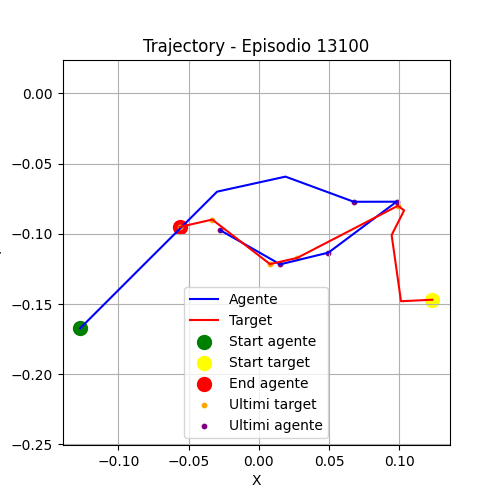 Trajectory - Episodio 13100
0.00
−0.05
−0.10
−0.15
−0.20
−0.25
−0.10
−0.05
0.00
0.05
0.10
X
Agente
Target
Start agente
Start target
End agente
Ultimi target
Ultimi agente